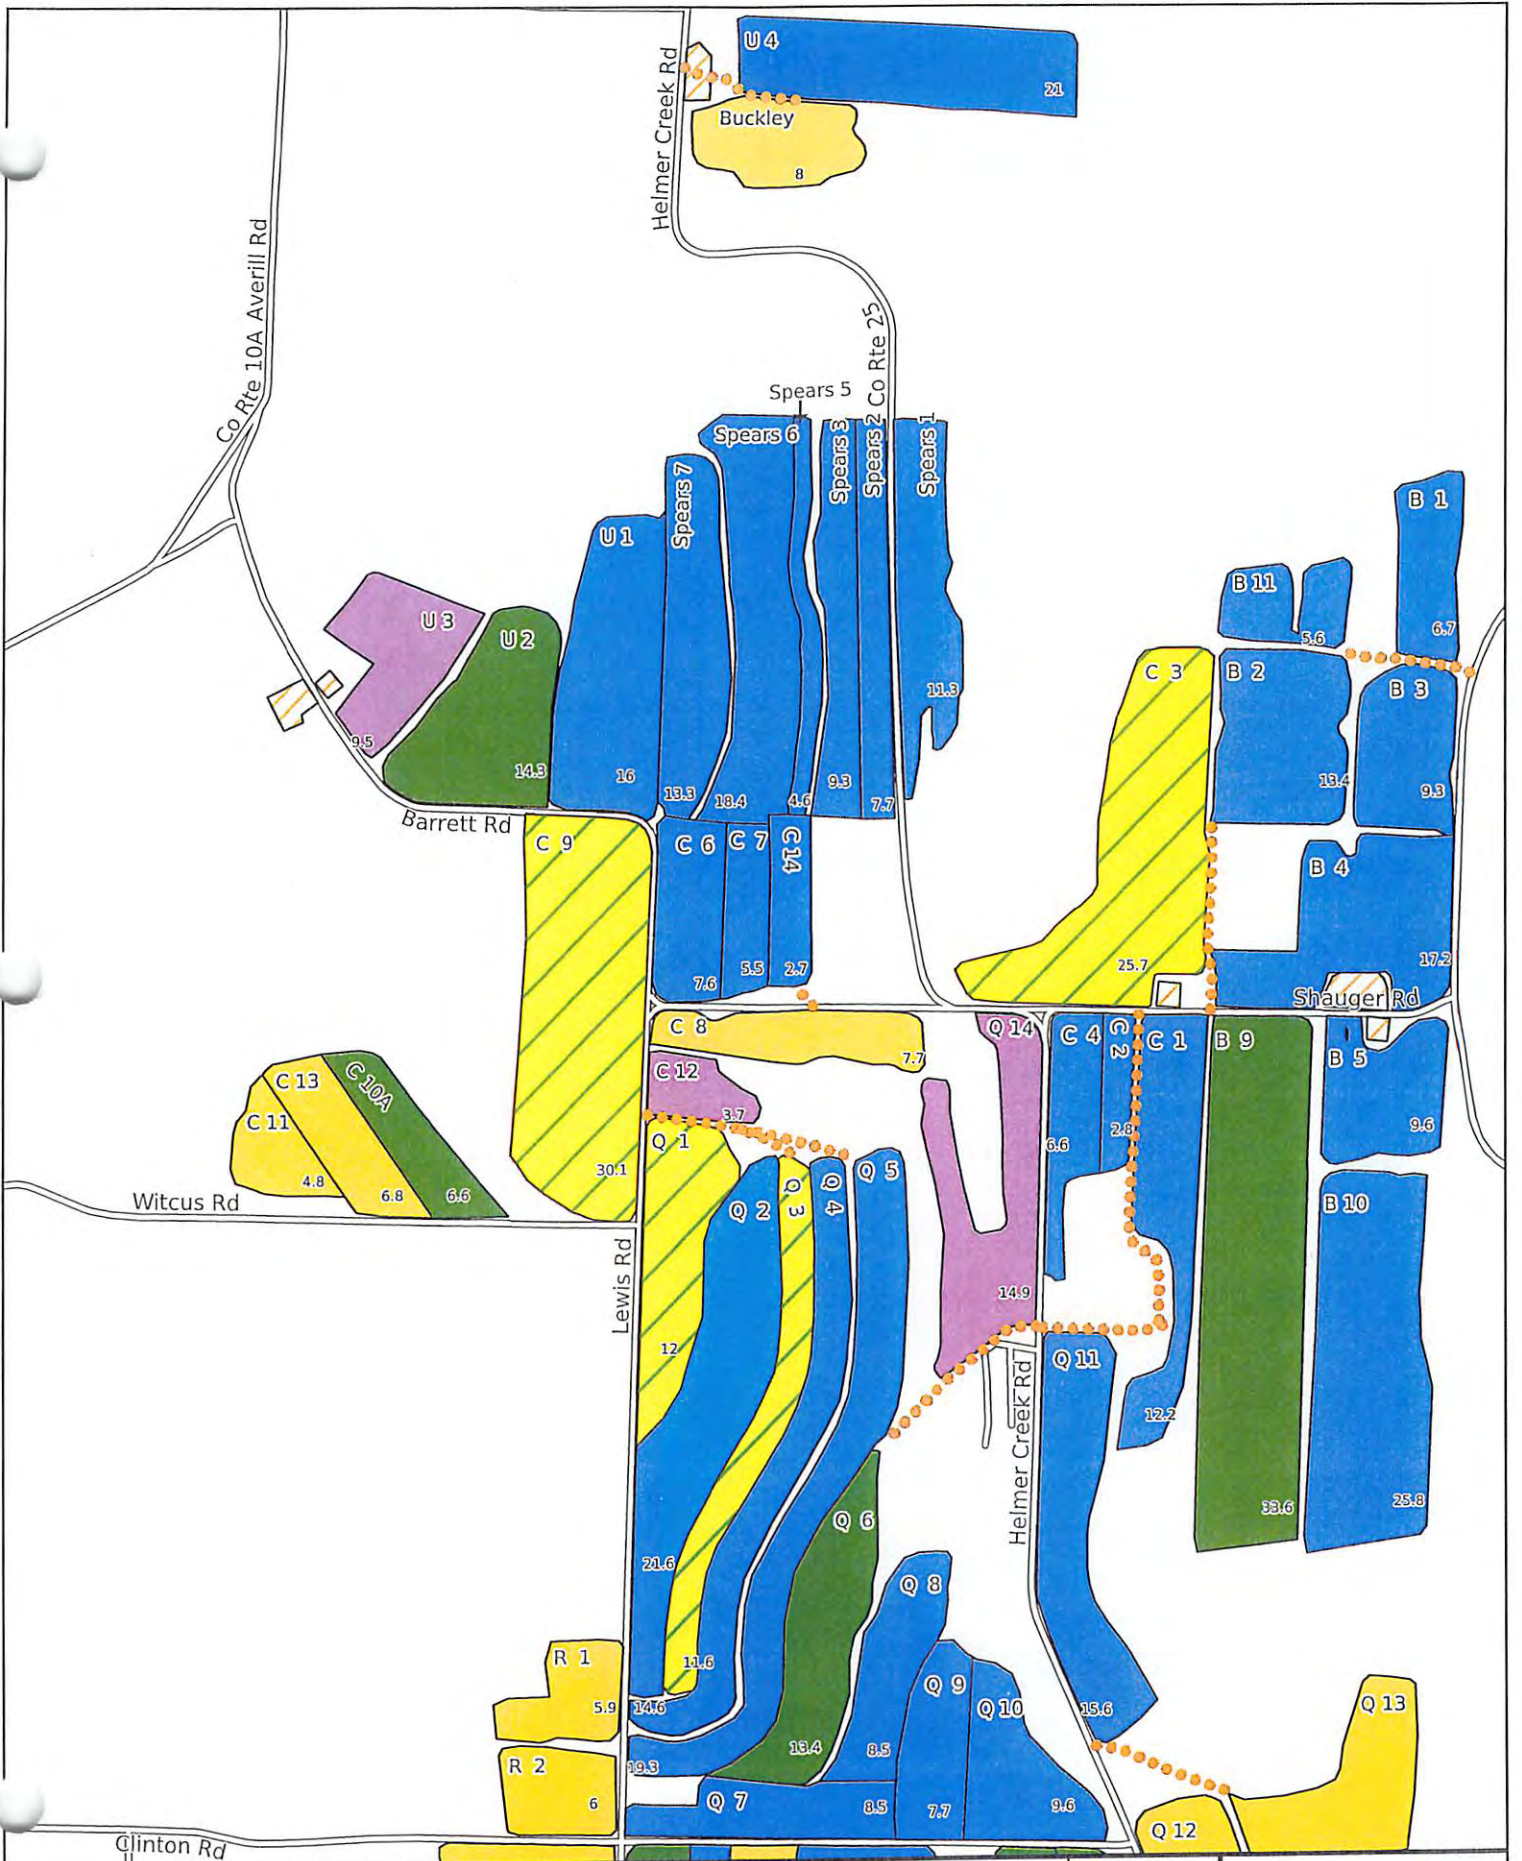 U 4
21
Helmer Creek Rd
Buckley
8
Co Rte 10A Averill Rd
Co Rte 25
Spears 5
Spears 6
Spears 3
Spears 2
Spears 1
Spears 7
U 1
B 1
B 11
5.6
6.7
U 3
U 2
C 3
B 2
B 3
11.3
9.5
14.3
16
13.3
18.4
4.6
9.3
7.7
13.4
9.3
Barrett Rd
C 9
C 6
C 7
C 14
B 4
7.6
5.5
2.7
25.7
17.2
Shauger Rd
C 8
7.7
Q 14
C 4
C 2
C 1
B 9
B 5
C 12
3.7
C 13
C 10A
C 11
4.8
6.8
6.6
30.1
Q 1
6.6
2.8
9.6
Q 2
Q 3
Q 4
Q 5
B 10
Witcus Rd
Lewis Rd
14.9
12
Q 11
Helmer Creek Rd
12.2
33.6
25.8
Q 6
21.6
Q 8
R 1
5.9
11.6
14.6
Q 9
Q 10
15.6
Q 13
R 2
6
19.3
13.4
8.5
Q 7
8.5
7.7
9.6
Q 12
Clinton Rd